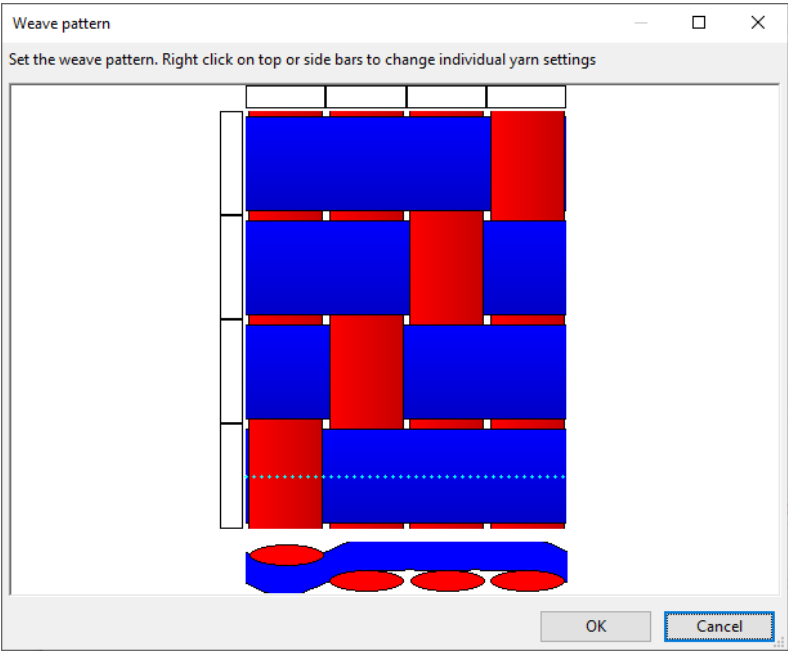 Weave pattern
Set the weave pattern. Right click on top or side bars to change individual yarn settings
OK
Cancel